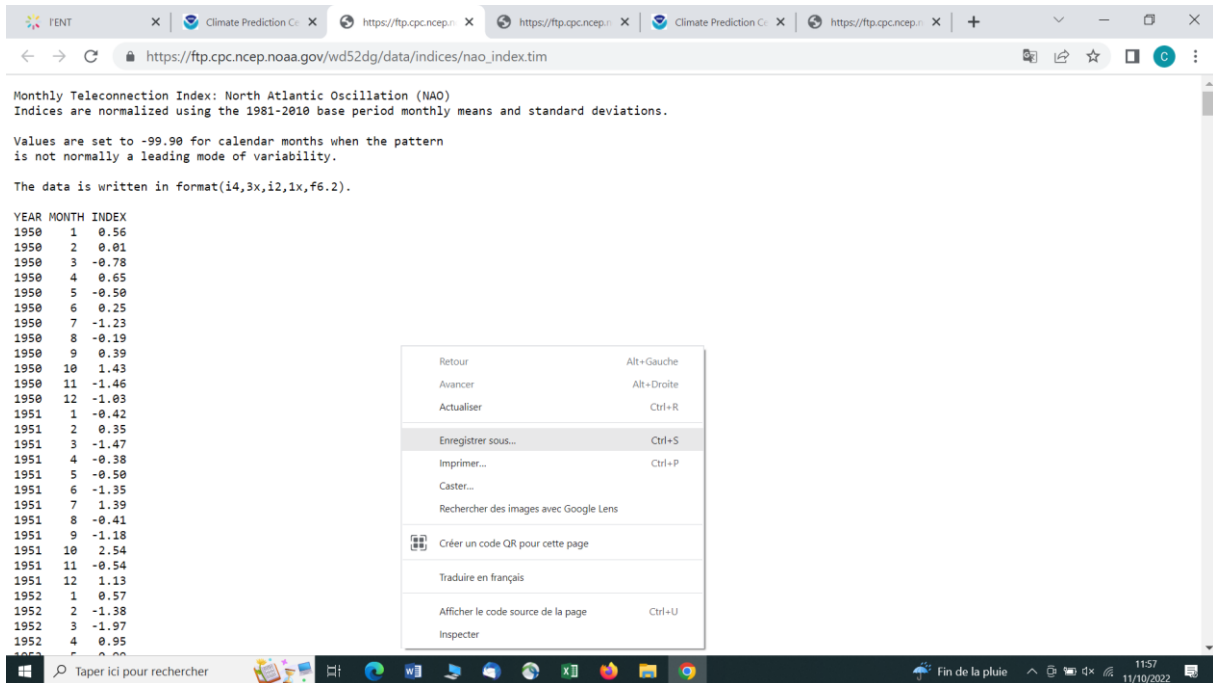 l'ENT
Climate Prediction Ce
https://ftp.cpc.ncep.n
https://ftp.cpc.ncep.n
Climate Prediction Ce
https://ftp.cpc.ncep.n
https://ftp.cpc.ncep.noaa.gov/wd52dg/data/indices/nao_index.tim
C
Monthly Teleconnection Index: North Atlantic Oscillation (NAO)
Indices are normalized using the 1981-2010 base period monthly means and standard deviations.
Values are set to -99.90 for calendar months when the pattern
is not normally a leading mode of variability.
The data is written in format(i4,3x,i2,1x,f6.2).
YEAR MONTH INDEX
1950 1 0.56
1950 2 0.01
1950 3 -0.78
1950 4 0.65
1950 5 -0.50
1950 6 0.25
1950 7 -1.23
1950 8 -0.19
1950 9 0.39
1950 10 1.43
1950 11 -1.46
1950 12 -1.03
1951 1 -0.42
1951 2 0.35
1951 3 -1.47
1951 4 -0.38
1951 5 -0.50
1951 6 -1.35
1951 7 1.39
1951 8 -0.41
1951 9 -1.18
1951 10 2.54
1951 11 -0.54
1951 12 1.13
1952 1 0.57
1952 2 -1.38
1952 3 -1.97
1952 4 0.95
Retour Alt+Gauche
Avancer Alt+Droite
Actualiser Ctrl+R
Enregistrer sous... Ctrl+S
Imprimer... Ctrl+P
Caster...
Rechercher des images avec Google Lens
Créer un code QR pour cette page
Traduire en français
Afficher le code source de la page Ctrl+U
Inspecter
Taper ici pour rechercher
Fin de la pluie
11:57
11/10/2022